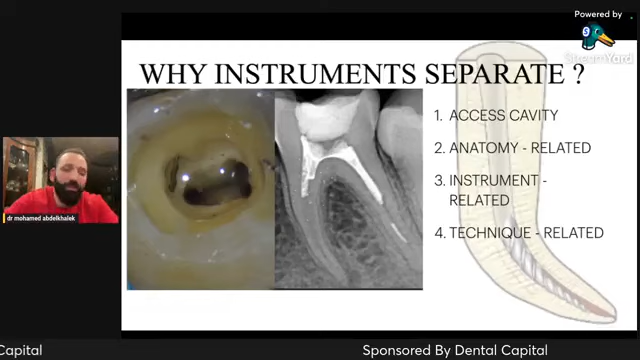 Powered by
StreamYard
WHY INSTRUMENTS SEPARATE ?
1. ACCESS CAVITY
2. ANATOMY - RELATED
3. INSTRUMENT -
RELATED
4. TECHNIQUE - RELATED
dr mohamed abdelkhalek
Capital
Sponsored By Dental Capital